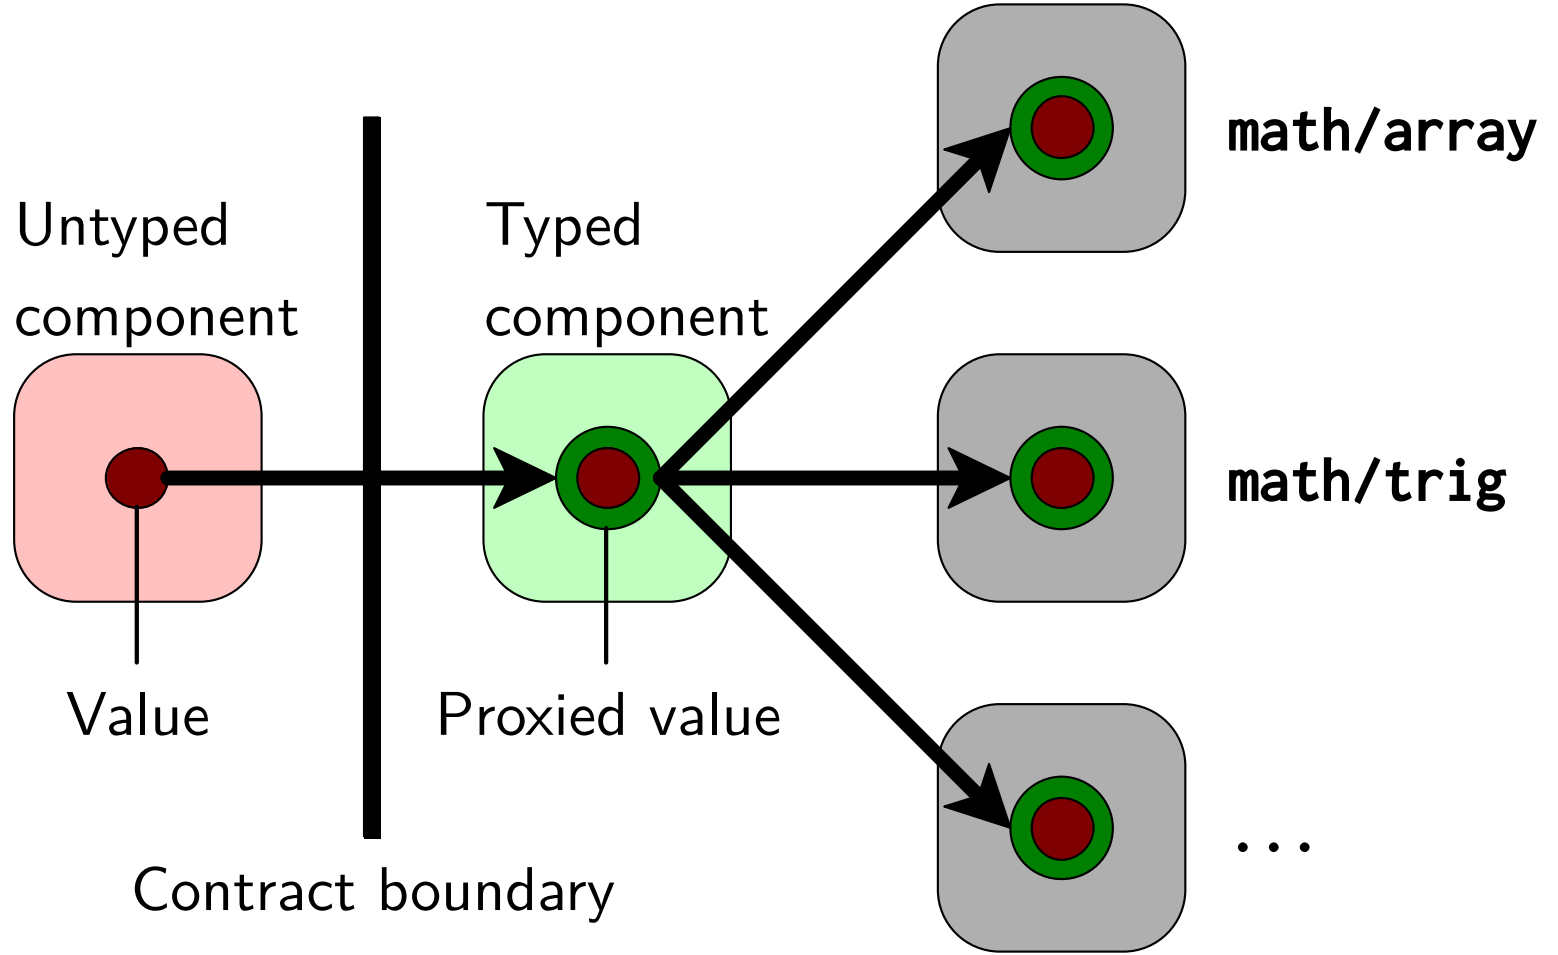 Untyped
component
Typed
component
Value
Proxied value
Contract boundary
math/array
math/trig
...